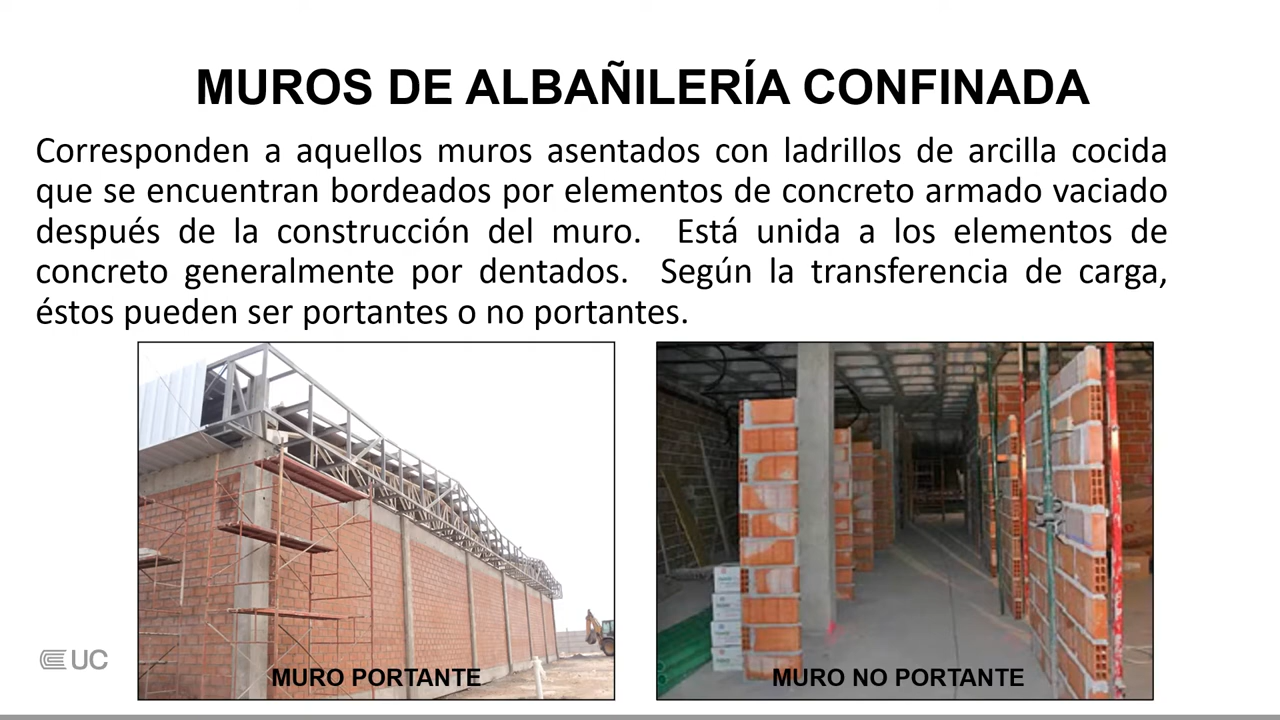 MUROS DE ALBAÑILERÍA CONFINADA
Corresponden a aquellos muros asentados con ladrillos de arcilla cocida
que se encuentran bordeados por elementos de concreto armado vaciado
después de la construcción del muro. Está unida a los elementos de
concreto generalmente por dentados. Según la transferencia de carga,
éstos pueden ser portantes o no portantes.
UC
MURO PORTANTE
MURO NO PORTANTE